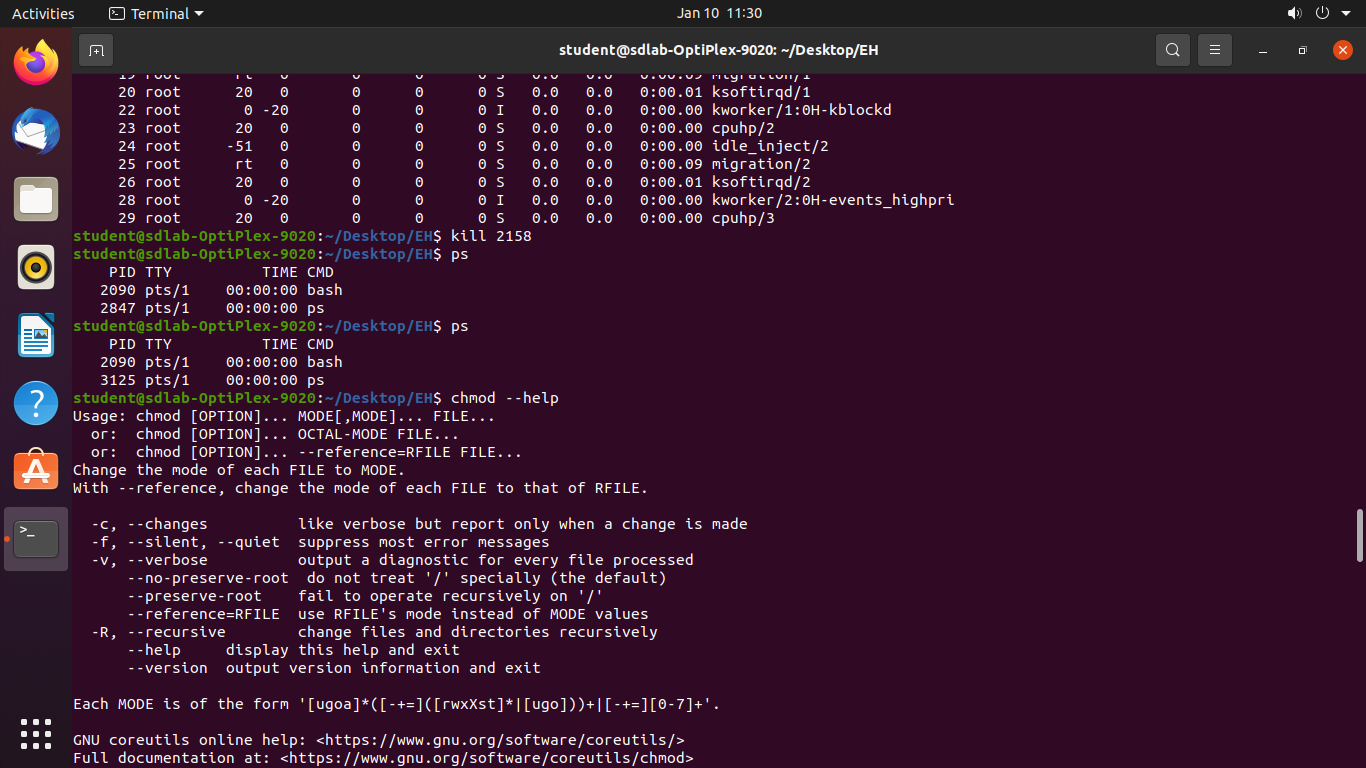 Activities Terminal Jan 10 11:30
student@sdlab-OptiPlex-9020: ~/Desktop/EH
19 root rt 0 0 0 0 S 0.0 0.0 0:00.09 migration/1
20 root 20 0 0 0 0 S 0.0 0.0 0:00.01 ksoftirqd/1
22 root 0 -20 0 0 0 I 0.0 0.0 0:00.00 kworker/1:0H-kblockd
23 root 20 0 0 0 0 S 0.0 0.0 0:00.00 cpuhp/2
24 root -51 0 0 0 0 S 0.0 0.0 0:00.00 idle_inject/2
25 root rt 0 0 0 0 S 0.0 0.0 0:00.09 migration/2
26 root 20 0 0 0 0 S 0.0 0.0 0:00.01 ksoftirqd/2
28 root 0 -20 0 0 0 I 0.0 0.0 0:00.00 kworker/2:0H-events_highpri
29 root 20 0 0 0 0 S 0.0 0.0 0:00.00 cpuhp/3
student@sdlab-OptiPlex-9020:~/Desktop/EH$ kill 2158
student@sdlab-OptiPlex-9020:~/Desktop/EH$ ps
PID TTY TIME CMD
2090 pts/1 00:00:00 bash
2847 pts/1 00:00:00 ps
student@sdlab-OptiPlex-9020:~/Desktop/EH$ ps
PID TTY TIME CMD
2090 pts/1 00:00:00 bash
3125 pts/1 00:00:00 ps
student@sdlab-OptiPlex-9020:~/Desktop/EH$ chmod --help
Usage: chmod [OPTION]... MODE[,MODE]... FILE...
or: chmod [OPTION]... OCTAL-MODE FILE...
or: chmod [OPTION]... --reference=RFILE FILE...
Change the mode of each FILE to MODE.
With --reference, change the mode of each FILE to that of RFILE.
-c, --changes like verbose but report only when a change is made
-f, --silent, --quiet suppress most error messages
-v, --verbose output a diagnostic for every file processed
--no-preserve-root do not treat '/' specially (the default)
--preserve-root fail to operate recursively on '/'
--reference=RFILE use RFILE's mode instead of MODE values
-R, --recursive change files and directories recursively
--help display this help and exit
--version output version information and exit
Each MODE is of the form '[ugoa]*([-+=]([rwxXst]*|[ugo]))+|[-+=][0-7]+'.
GNU coreutils online help: <https://www.gnu.org/software/coreutils/>
Full documentation at: <https://www.gnu.org/software/coreutils/chmod>